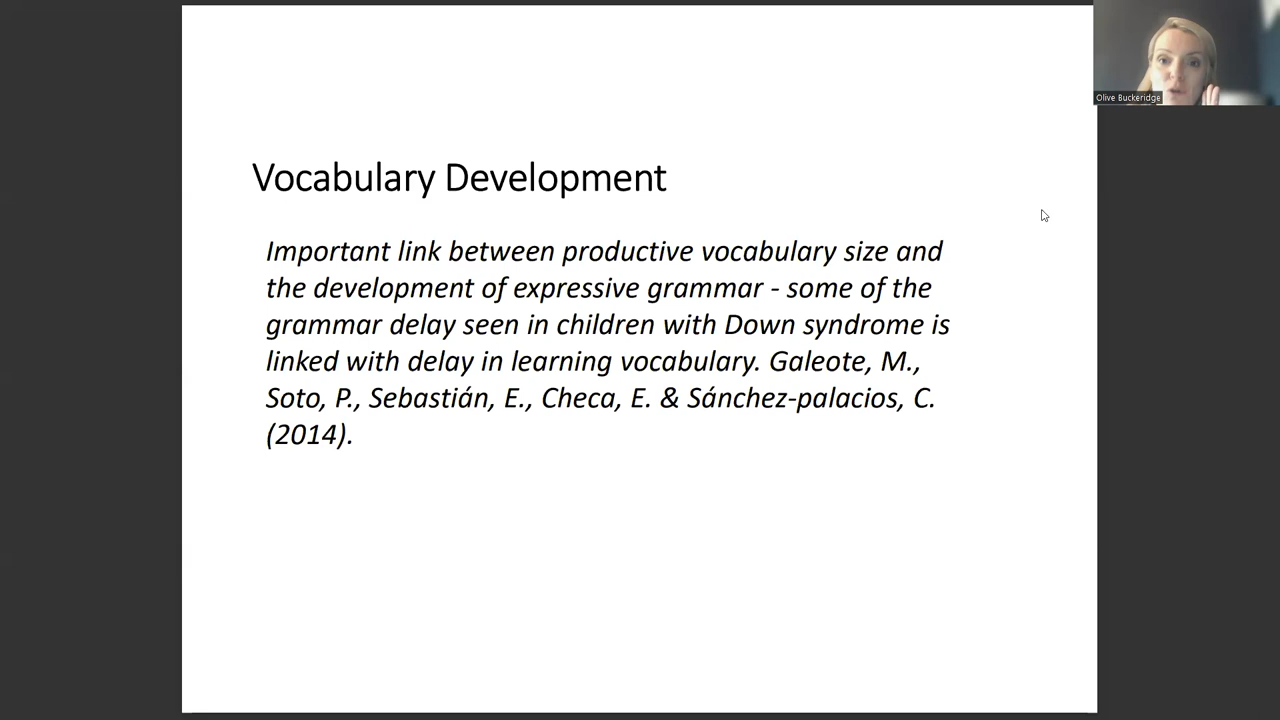 Olive Buckeridge
Vocabulary Development
Important link between productive vocabulary size and
the development of expressive grammar - some of the
grammar delay seen in children with Down syndrome is
linked with delay in learning vocabulary. Galeote, M.,
Soto, P., Sebastián, E., Checa, E. & Sánchez-palacios, C.
(2014).